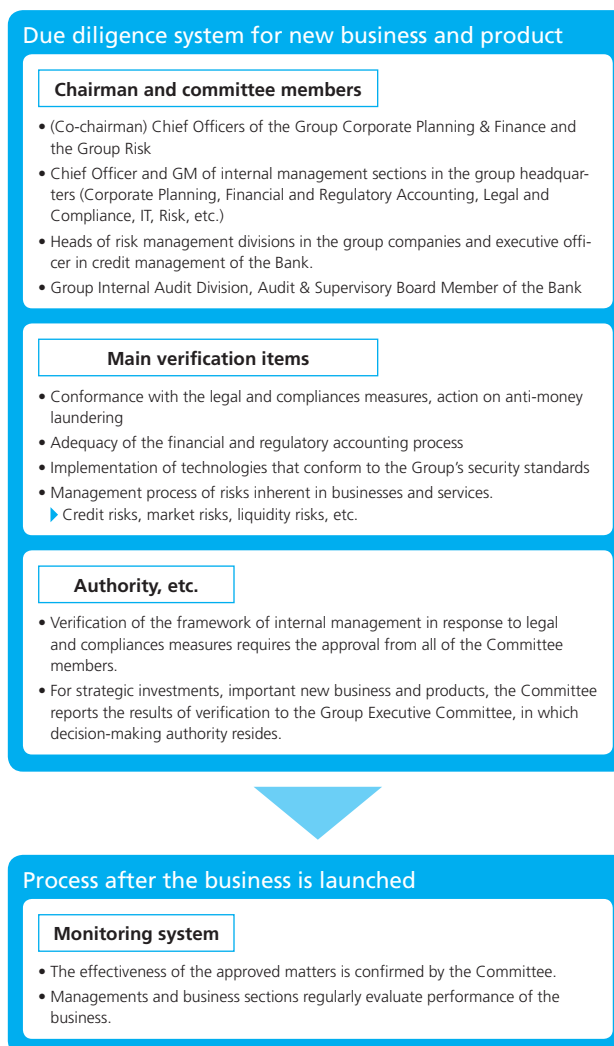 Due diligence system for new business and product
Chairman and committee members
• (Co-chairman) Chief Officers of the Group Corporate Planning & Finance and
the Group Risk
• Chief Officer and GM of internal management sections in the group headquar-
ters (Corporate Planning, Financial and Regulatory Accounting, Legal and
Compliance, IT, Risk, etc.)
• Heads of risk management divisions in the group companies and executive offi-
cer in credit management of the Bank.
• Group Internal Audit Division, Audit & Supervisory Board Member of the Bank
Main verification items
• Conformance with the legal and compliances measures, action on anti-money
laundering
• Adequacy of the financial and regulatory accounting process
• Implementation of technologies that conform to the Group's security standards
• Management process of risks inherent in businesses and services.
Credit risks, market risks, liquidity risks, etc.
Authority, etc.
• Verification of the framework of internal management in response to legal
and compliances measures requires the approval from all of the Committee
members.
• For strategic investments, important new business and products, the Committee
reports the results of verification to the Group Executive Committee, in which
decision-making authority resides.
Process after the business is launched
Monitoring system
• The effectiveness of the approved matters is confirmed by the Committee.
• Managements and business sections regularly evaluate performance of the
business.